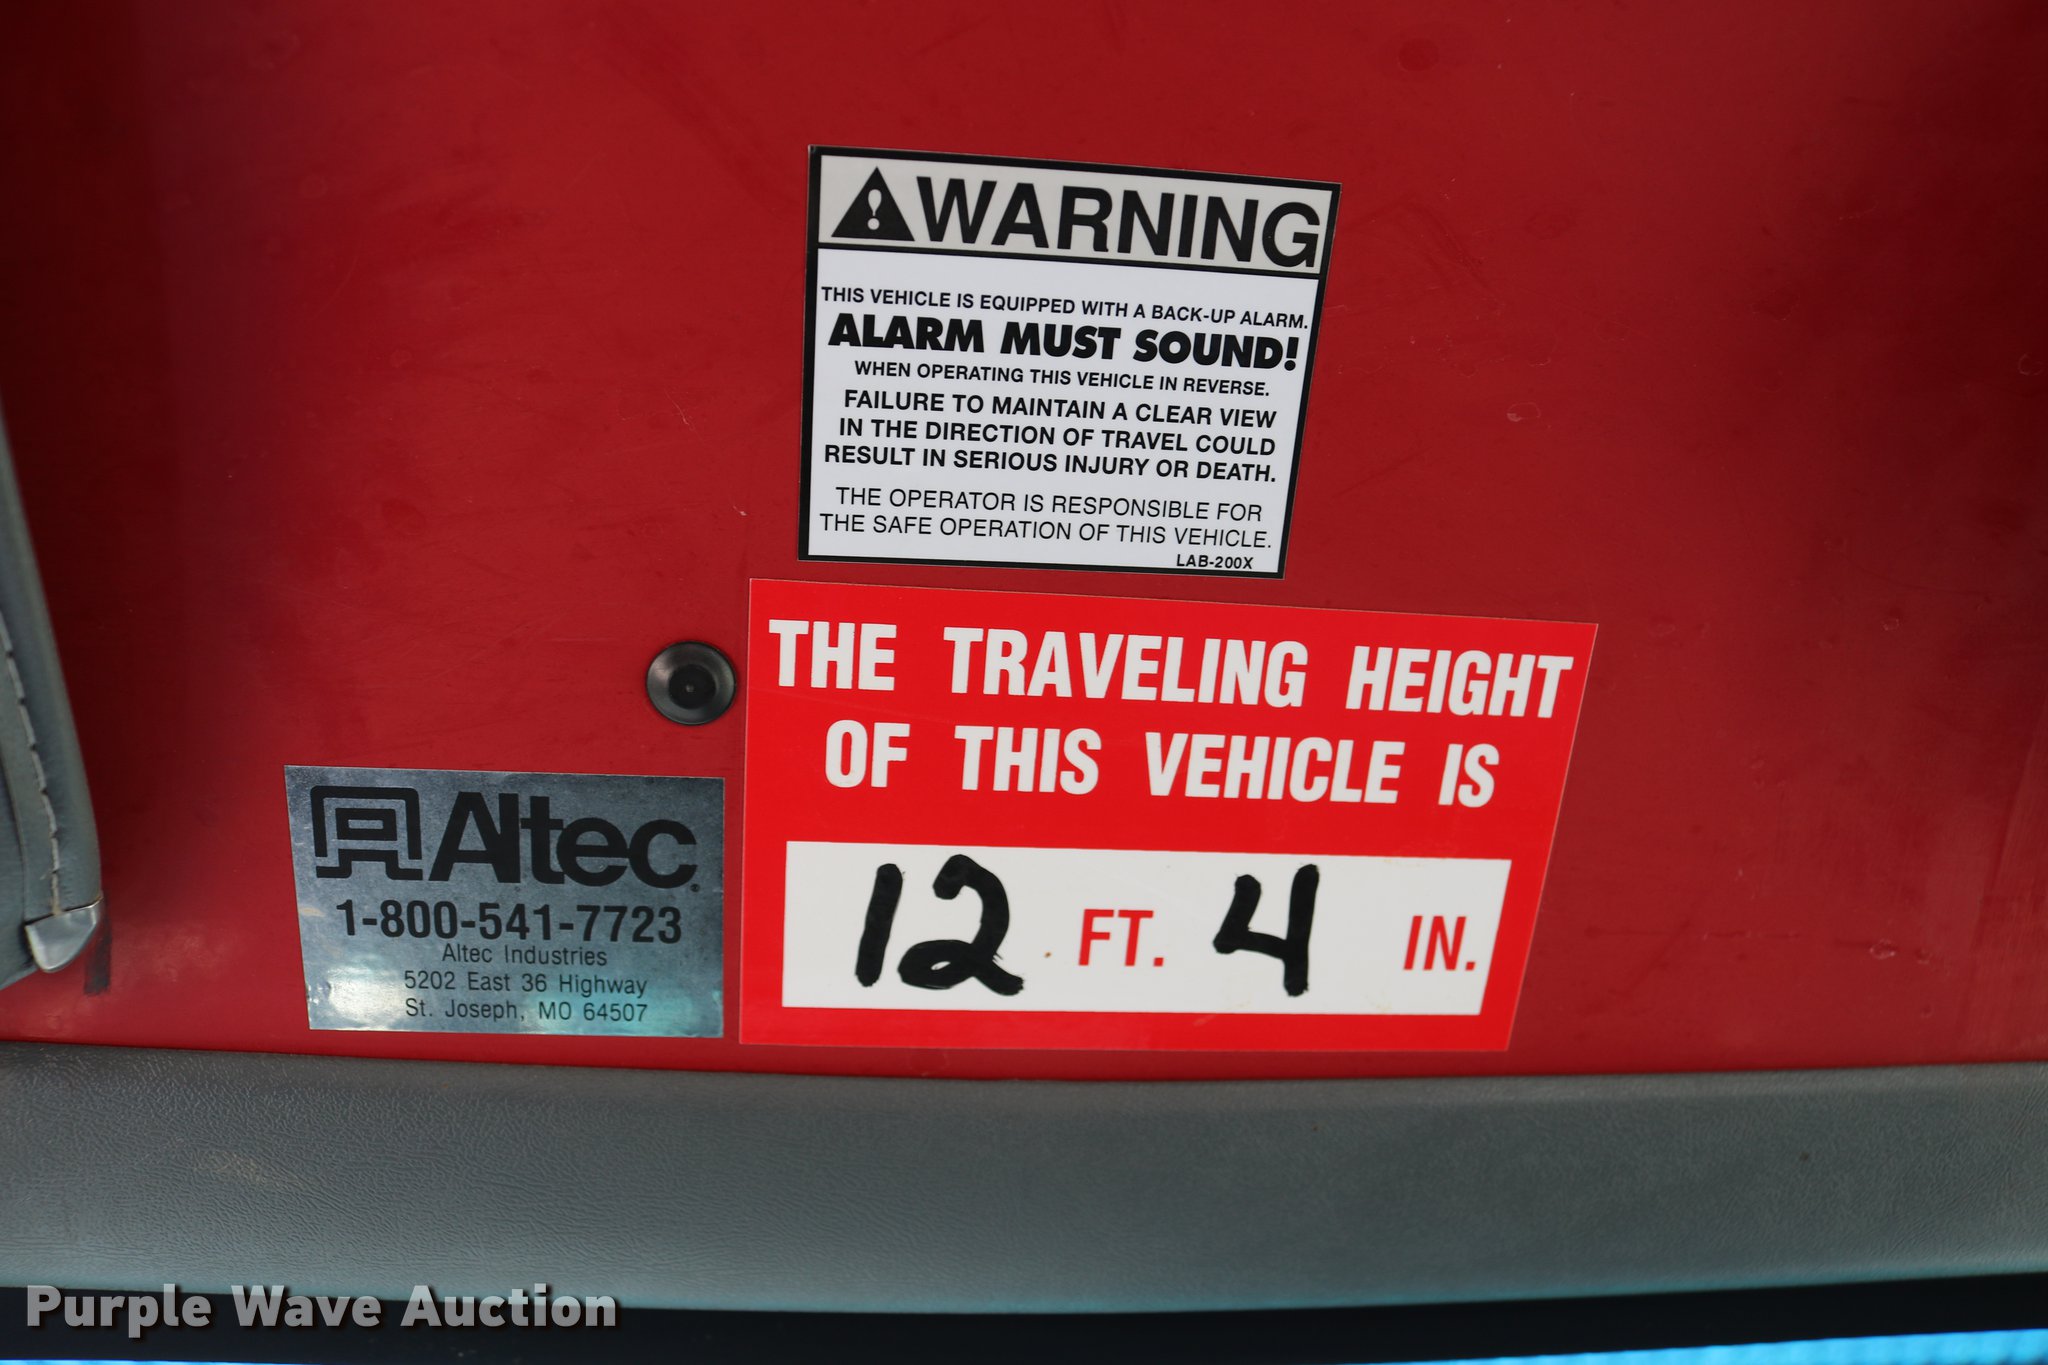 WARNING
THIS VEHICLE IS EQUIPPED WITH A BACK-UP ALARM.
ALARM MUST SOUND!
WHEN OPERATING THIS VEHICLE IN REVERSE.
FAILURE TO MAINTAIN A CLEAR VIEW
IN THE DIRECTION OF TRAVEL COULD
RESULT IN SERIOUS INJURY OR DEATH.
THE OPERATOR IS RESPONSIBLE FOR
THE SAFE OPERATION OF THIS VEHICLE.
LAB-200X
THE TRAVELING HEIGHT
OF THIS VEHICLE IS
12 FT. 4 IN.
Altec®
1-800-541-7723
Altec Industries
5202 East 36 Highway
St. Joseph, MO 64507
Purple Wave Auction